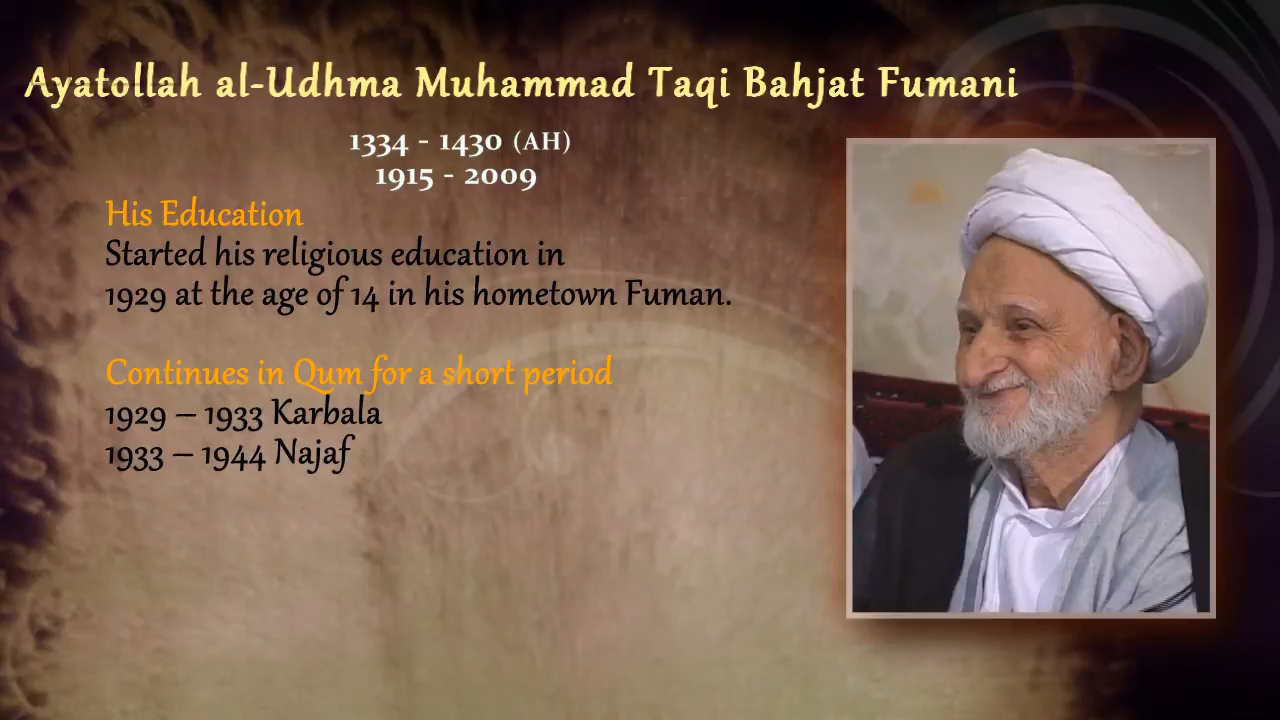 Ayatollah al-Udhma Muhammad Taqi Bahjat Fumani
1334 - 1430 (AH)
1915 - 2009
His Education
Started his religious education in
1929 at the age of 14 in his hometown Fuman.
Continues in Qum for a short period
1929 – 1933 Karbala
1933 – 1944 Najaf